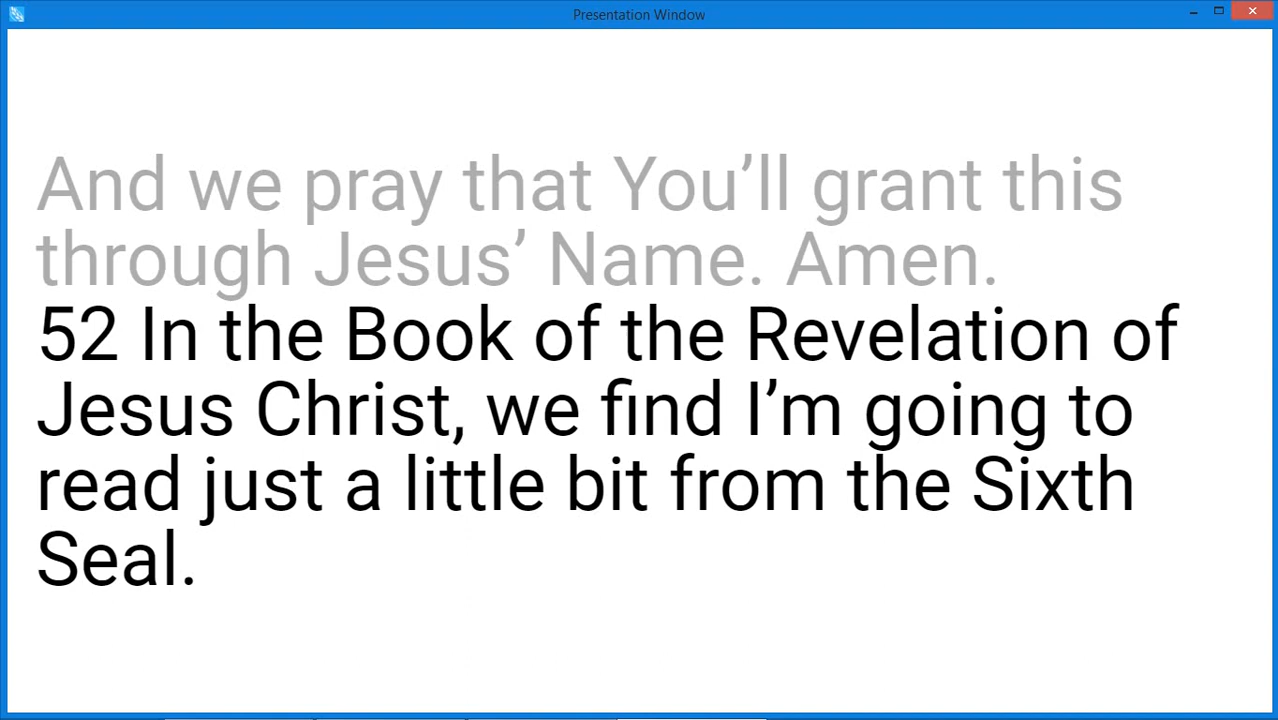 Presentation Window
And we pray that You’ll grant this
through Jesus’ Name. Amen.
52 In the Book of the Revelation of
Jesus Christ, we find I’m going to
read just a little bit from the Sixth
Seal.